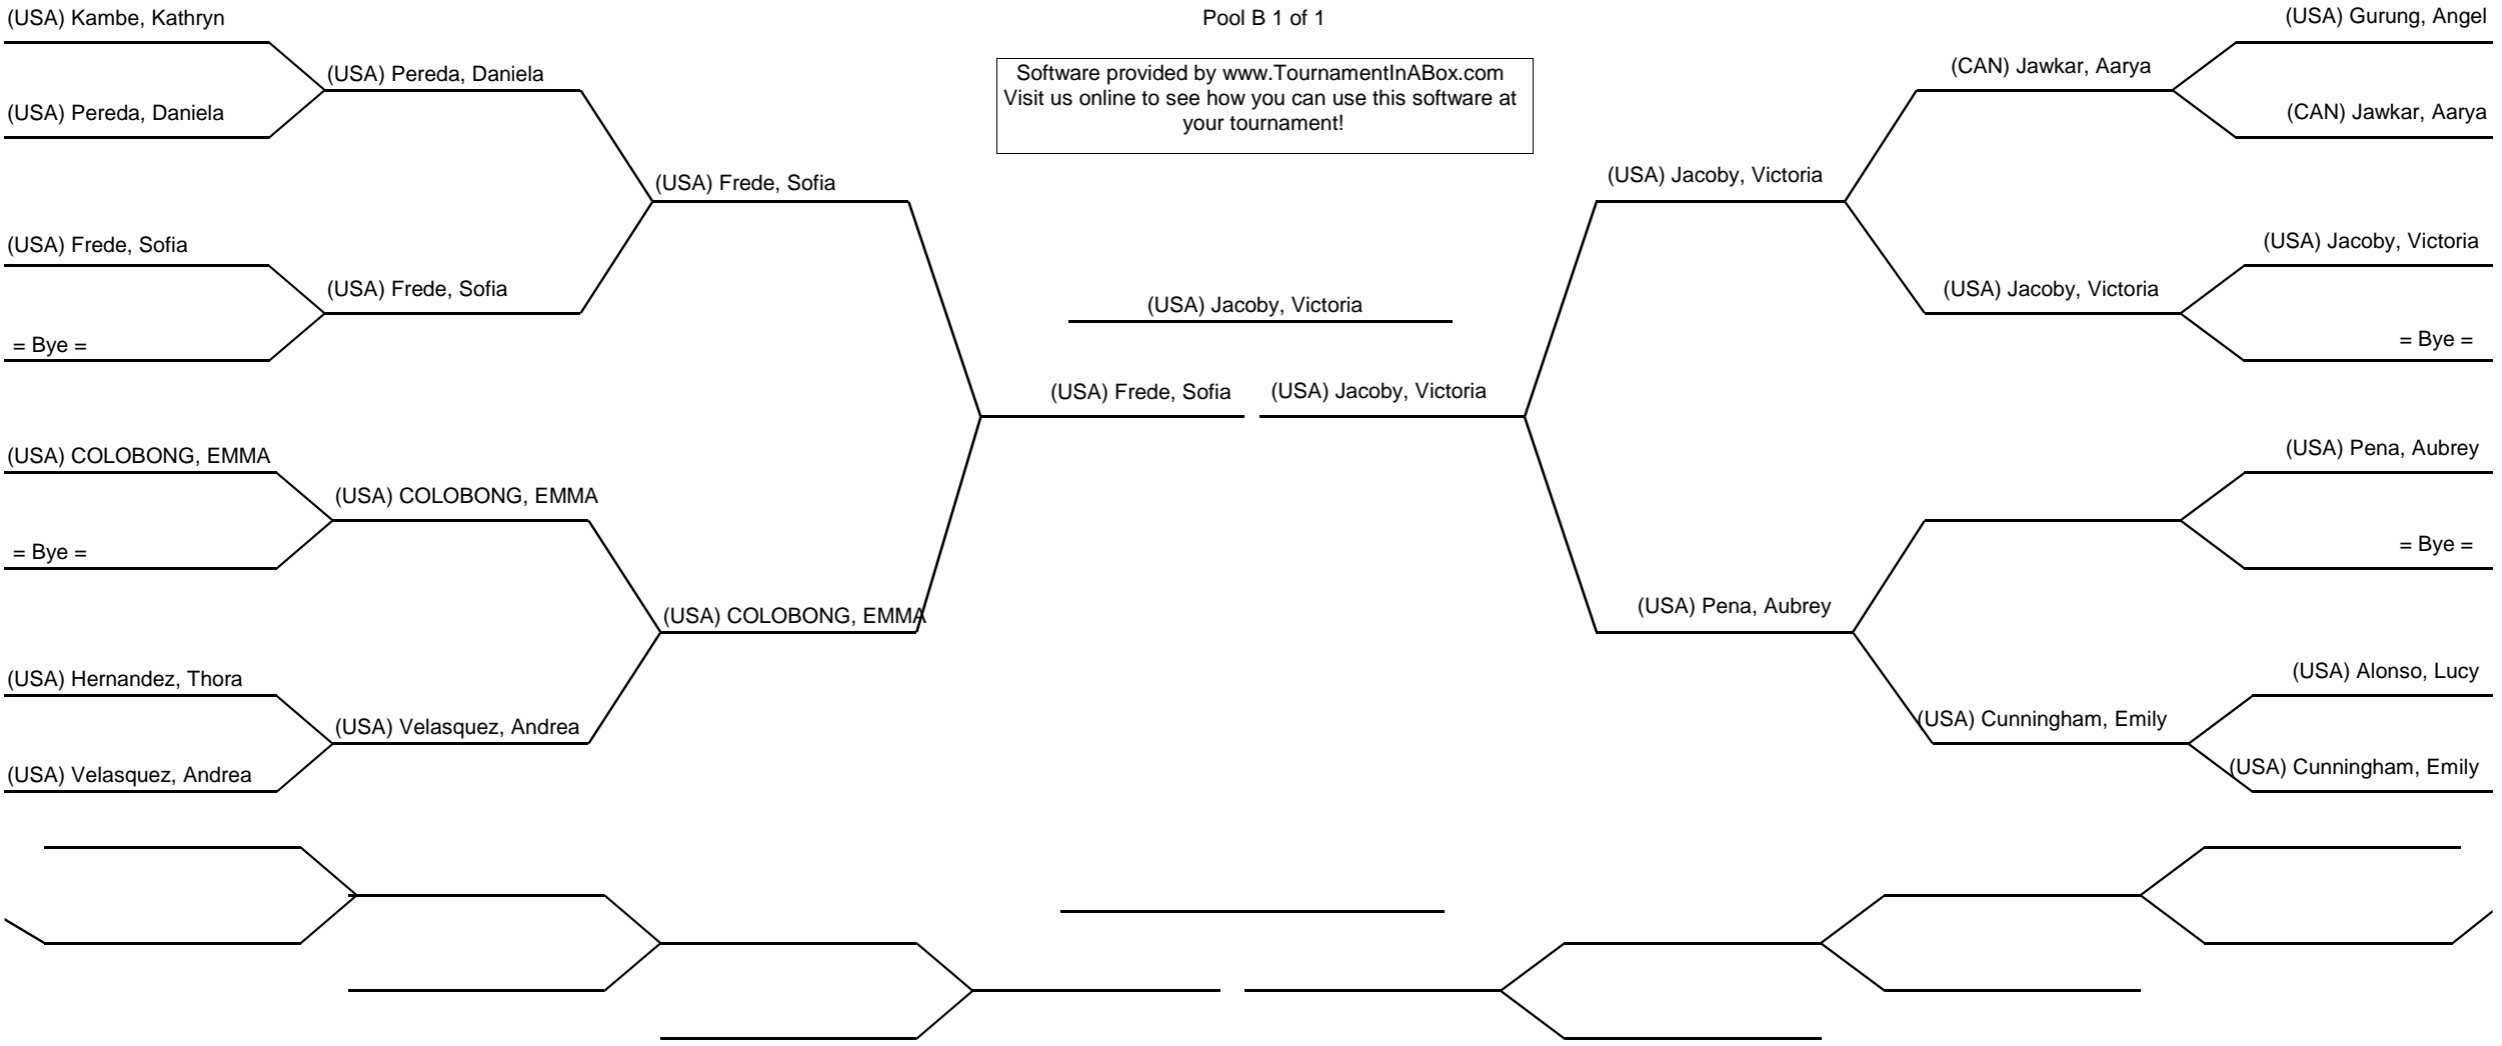 Pool B 1 of 1
Software provided by www.TournamentInABox.com
Visit us online to see how you can use this software at
your tournament!
(USA) Kambe, Kathryn
(USA) Pereda, Daniela
(USA) Frede, Sofia
= Bye =
(USA) COLOBONG, EMMA
= Bye =
(USA) Hernandez, Thora
(USA) Velasquez, Andrea
(USA) Pereda, Daniela
(USA) Frede, Sofia
(USA) COLOBONG, EMMA
(USA) Velasquez, Andrea
(USA) Frede, Sofia
(USA) COLOBONG, EMMA
(USA) Jacoby, Victoria
(USA) Frede, Sofia
(USA) Jacoby, Victoria
(USA) Jacoby, Victoria
(USA) Pena, Aubrey
(CAN) Jawkar, Aarya
(USA) Jacoby, Victoria
(USA) Cunningham, Emily
(USA) Gurung, Angel
(CAN) Jawkar, Aarya
(USA) Jacoby, Victoria
= Bye =
(USA) Pena, Aubrey
= Bye =
(USA) Alonso, Lucy
(USA) Cunningham, Emily